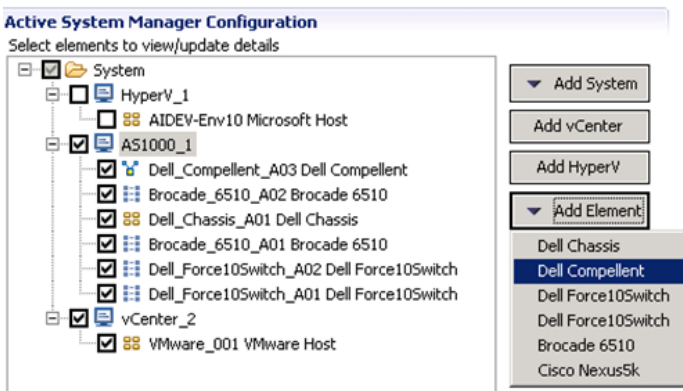 Active System Manager Configuration
Select elements to view/update details
System
HyperV_1
AIDEV-Env10 Microsoft Host
AS1000_1
Dell_Compellent_A03 Dell Compellent
Brocade_6510_A02 Brocade 6510
Dell_Chassis_A01 Dell Chassis
Brocade_6510_A01 Brocade 6510
Dell_Force10Switch_A02 Dell Force10Switch
Dell_Force10Switch_A01 Dell Force10Switch
vCenter_2
VMware_001 VMware Host
Add System
Add vCenter
Add HyperV
Add Element
Dell Chassis
Dell Compellent
Dell Force10Switch
Dell Force10Switch
Brocade 6510
Cisco Nexus5k